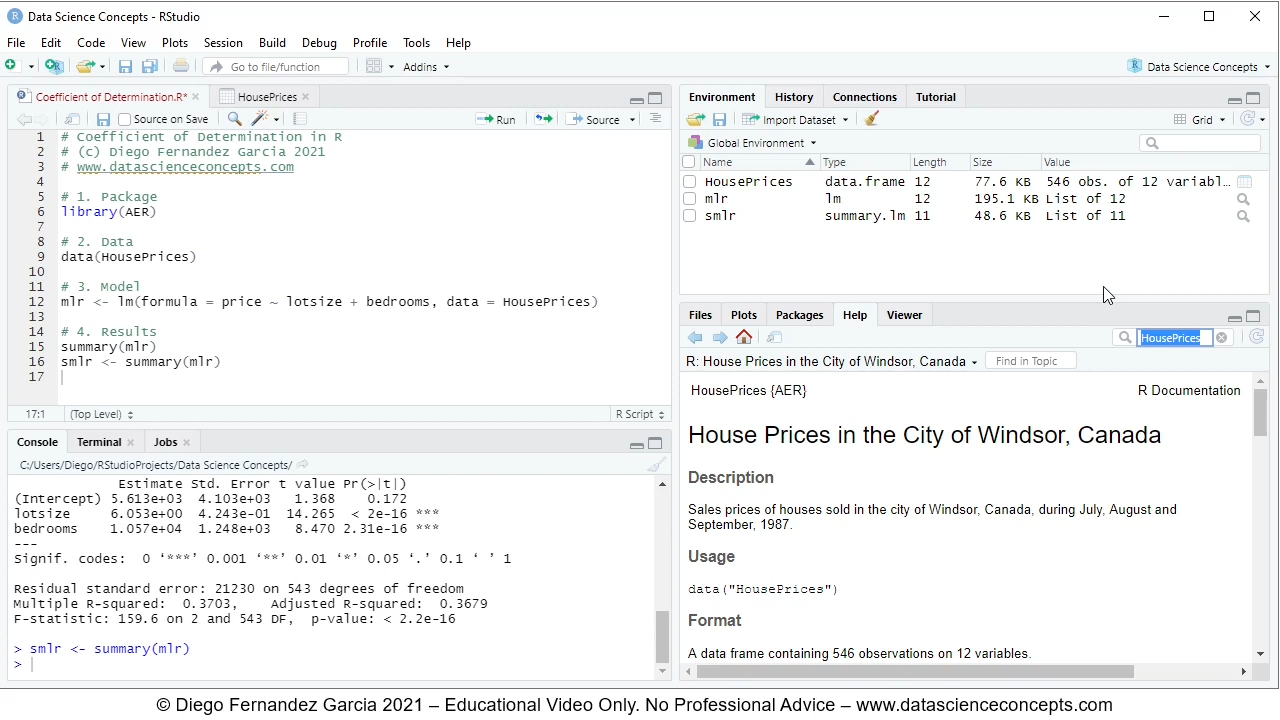 Data Science Concepts - RStudio
File Edit Code View Plots Session Build Debug Profile Tools Help
Go to file/function Addins Data Science Concepts
Coefficient of Determination.R* HousePrices
Source on Save Run Source
1 # Coefficient of Determination in R
2 # (c) Diego Fernandez Garcia 2021
3 # www.datascienceconcepts.com
4
5 # 1. Package
6 library(AER)
7
8 # 2. Data
9 data(HousePrices)
10
11 # 3. Model
12 mlr <- lm(formula = price ~ lotsize + bedrooms, data = HousePrices)
13
14 # 4. Results
15 summary(mlr)
16 smlr <- summary(mlr)
17
17:1 (Top Level) R Script
Console Terminal Jobs
C:/Users/Diego/RStudioProjects/Data Science Concepts/
Estimate Std. Error t value Pr(>|t|)
(Intercept) 5.613e+03 4.103e+03 1.368 0.172
lotsize 6.053e+00 4.243e-01 14.265 < 2e-16 ***
bedrooms 1.057e+04 1.248e+03 8.470 2.31e-16 ***
---
Signif. codes: 0 ‘***’ 0.001 ‘**’ 0.01 ‘*’ 0.05 ‘.’ 0.1 ‘ ’ 1
Residual standard error: 21230 on 543 degrees of freedom
Multiple R-squared: 0.3703, Adjusted R-squared: 0.3679
F-statistic: 159.6 on 2 and 543 DF, p-value: < 2.2e-16
> smlr <- summary(mlr)
>
Environment History Connections Tutorial
Import Dataset Grid
Global Environment
Name Type Length Size Value
HousePrices data.frame 12 77.6 KB 546 obs. of 12 variabl…
mlr lm 12 195.1 KB List of 12
smlr summary.lm 11 48.6 KB List of 11
Files Plots Packages Help Viewer
HousePrices
R: House Prices in the City of Windsor, Canada Find in Topic
HousePrices {AER} R Documentation
House Prices in the City of Windsor, Canada
Description
Sales prices of houses sold in the city of Windsor, Canada, during July, August and
September, 1987.
Usage
data("HousePrices")
Format
A data frame containing 546 observations on 12 variables.
© Diego Fernandez Garcia 2021 – Educational Video Only. No Professional Advice – www.datascienceconcepts.com